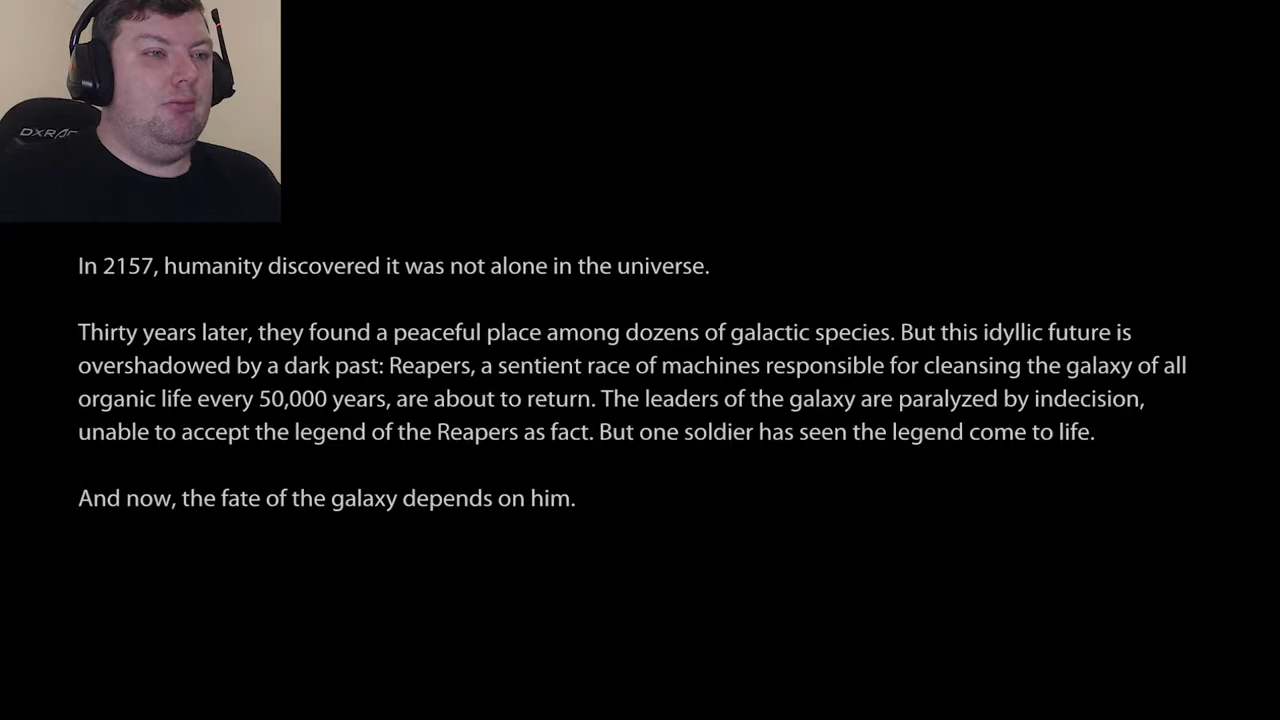 DXRAC
In 2157, humanity discovered it was not alone in the universe.
Thirty years later, they found a peaceful place among dozens of galactic species. But this idyllic future is
overshadowed by a dark past: Reapers, a sentient race of machines responsible for cleansing the galaxy of all
organic life every 50,000 years, are about to return. The leaders of the galaxy are paralyzed by indecision,
unable to accept the legend of the Reapers as fact. But one soldier has seen the legend come to life.
And now, the fate of the galaxy depends on him.